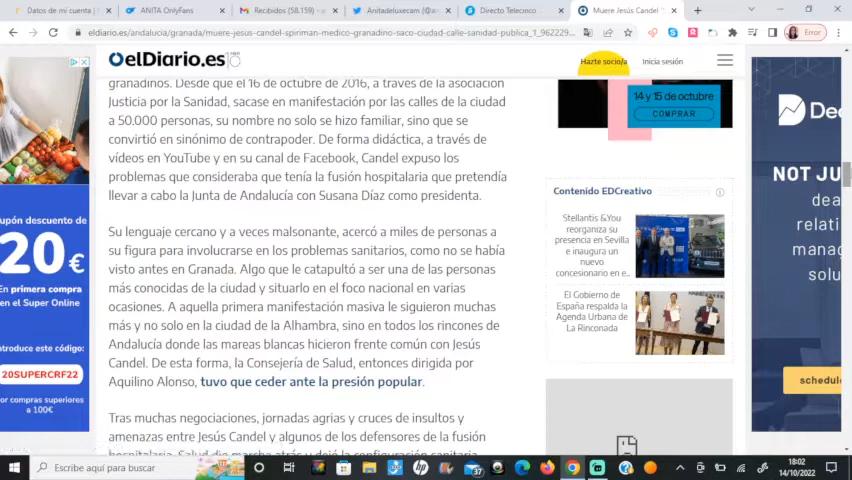 Datos de mi cuenta |
ANITA OnlyFans
Recibidos (58.159) -
Anitadeluxecam (@a
Directo Telecinco
Muere Jesús Candel "
eldiario.es/andalucia/granada/muere-jesus-candel-spiriman-medico-granadino-saco-ciudad-calle-sanidad-publica_1_962229...
Error
elDiario.es
Hazte socio/a
Inicia sesión
granadinos. Desde que el 16 de octubre de 2016, a través de la asociación
Justicia por la Sanidad, sacase en manifestación por las calles de la ciudad
a 50.000 personas, su nombre no solo se hizo familiar, sino que se
convirtió en sinónimo de contrapoder. De forma didáctica, a través de
vídeos en YouTube y en su canal de Facebook, Candel expuso los
problemas que consideraba que tenía la fusión hospitalaria que pretendía
llevar a cabo la Junta de Andalucía con Susana Díaz como presidenta.
Su lenguaje cercano y a veces malsonante, acercó a miles de personas a
su figura para involucrarse en los problemas sanitarios, como no se había
visto antes en Granada. Algo que le catapultó a ser una de las personas
más conocidas de la ciudad y situarlo en el foco nacional en varias
ocasiones. A aquella primera manifestación masiva le siguieron muchas
más y no solo en la ciudad de la Alhambra, sino en todos los rincones de
Andalucía donde las mareas blancas hicieron frente común con Jesús
Candel. De esta forma, la Consejería de Salud, entonces dirigida por
Aquilino Alonso, tuvo que ceder ante la presión popular.
Tras muchas negociaciones, jornadas agrias y cruces de insultos y
amenazas entre Jesús Candel y algunos de los defensores de la fusión
hospitalaria, Salud dio marcha atrás y dejó la configuración sanitaria
upón descuento de
20€
En primera compra
en el Super Online
ntroduce este código:
20SUPERCRF22
or compras superiores
a 100€
14 y 15 de octubre
COMPRAR
Contenido EDCreativo
Stellantis &You
reorganiza su
presencia en Sevilla
e inaugura un
nuevo
concesionario en e...
El Gobierno de
España respalda la
Agenda Urbana de
La Rinconada
De
NOT JU
dea
relati
manag
solu
schedul
Escribe aquí para buscar
37
18:02
14/10/2022